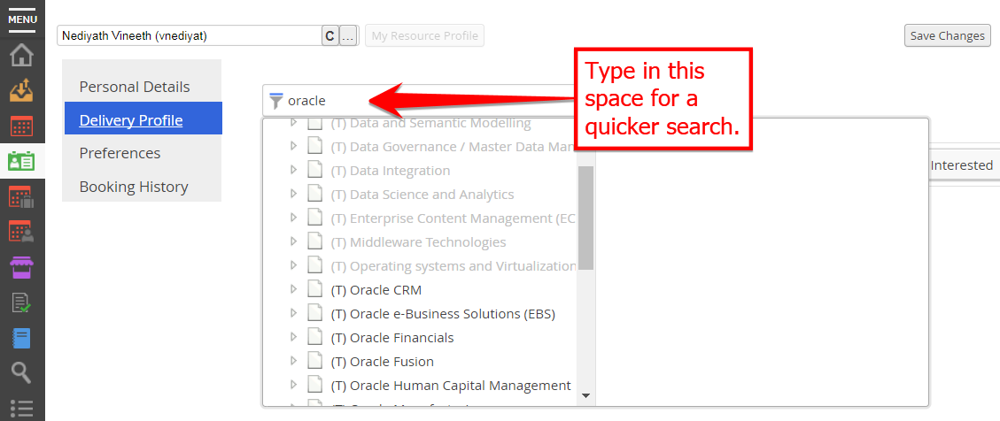 MENU
Nediyath Vineeth (vnediyat)
C
...
My Resource Profile
Save Changes
Personal Details
Delivery Profile
Preferences
Booking History
oracle
Type in this
space for a
quicker search.
(T) Data and Semantic Modelling
(T) Data Governance / Master Data Man
(T) Data Integration
(T) Data Science and Analytics
(T) Enterprise Content Management (EC
(T) Middleware Technologies
(T) Operating systems and Virtualization
(T) Oracle CRM
(T) Oracle e-Business Solutions (EBS)
(T) Oracle Financials
(T) Oracle Fusion
(T) Oracle Human Capital Management
Interested